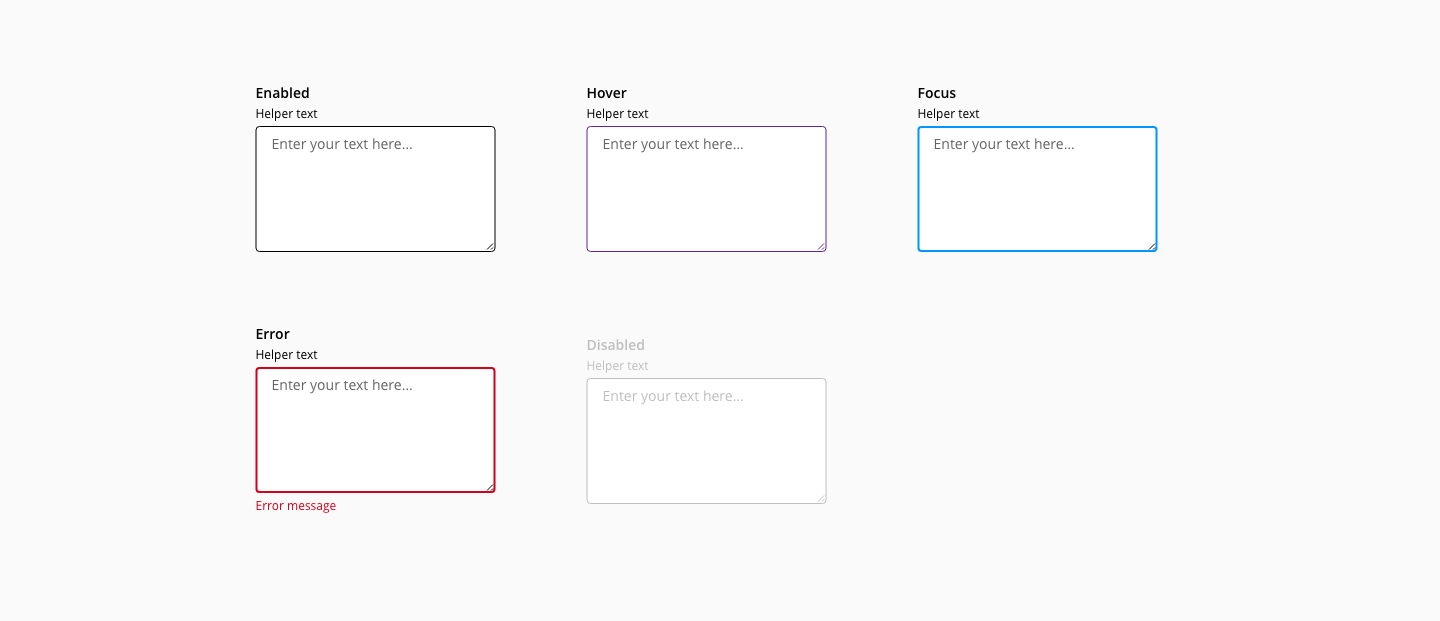 Enabled
Helper text
Enter your text here...
Hover
Helper text
Enter your text here...
Focus
Helper text
Enter your text here...
Error
Helper text
Enter your text here...
Error message
Disabled
Helper text
Enter your text here...